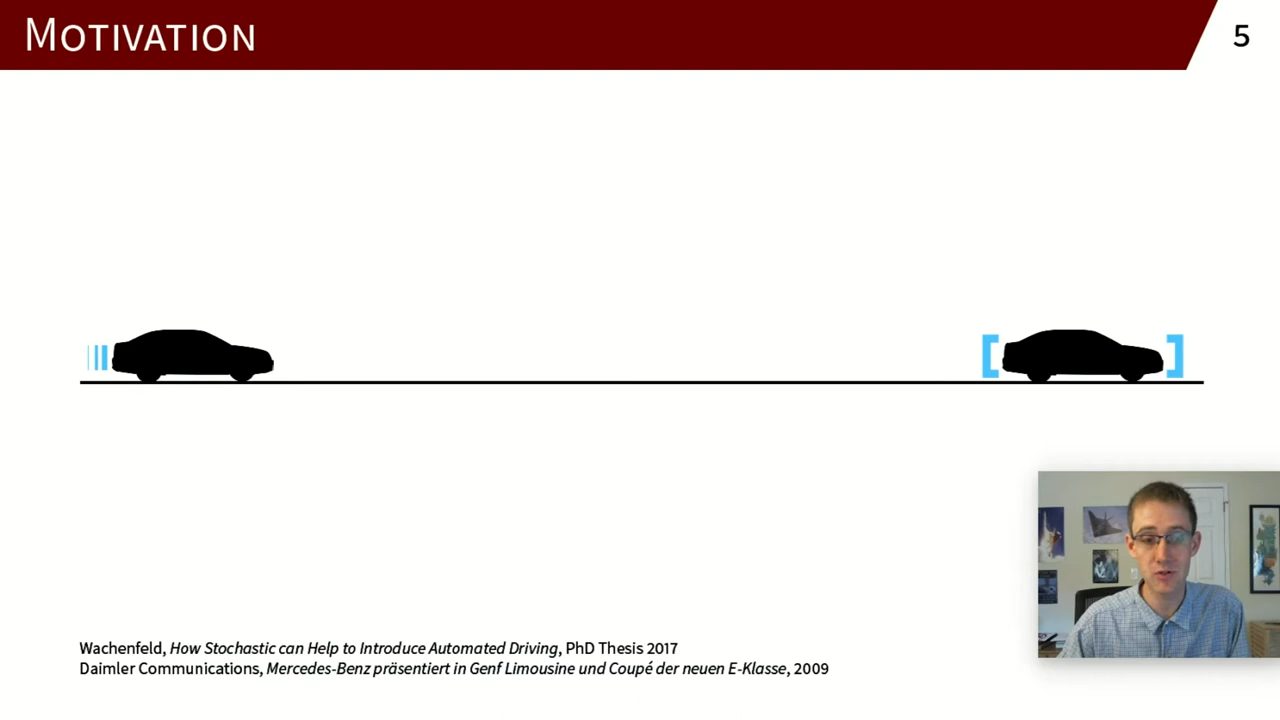 MOTIVATION
5
Wachenfeld, How Stochastic can Help to Introduce Automated Driving, PhD Thesis 2017
Daimler Communications, Mercedes-Benz präsentiert in Genf Limousine und Coupé der neuen E-Klasse, 2009